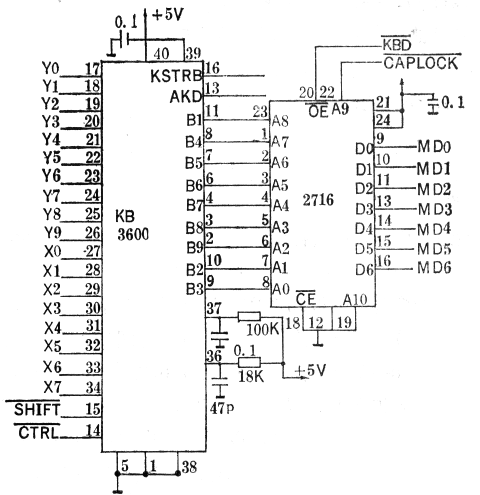 +5V
0.1
40 39
Y0 17
Y1 18
Y2 19
Y3 20
Y4 21
Y5 22
Y6 23
Y7 24
Y8 25
Y9 26
X0 27
X1 28
X2 29
X3 30
X4 31
X5 32
X6 33
X7 34
SHIFT 15
CTRL 14
KB
3600
KSTRB 16
AKD 13
B1 11
B4 8
B5 7
B6 6
B7 4
B8 3
B9 2
B2 10
B3 9
37
36
5 1 38
100K
0.1
18K
47p
+5V
KBD
CAPLOCK
20 22
OE A9
21
24
0.1
23 A8
1 A7
2 A6
3 A5
4 A4
5 A3
6 A2
7 A1
8 A0
2716
D0 9 MD0
D1 10 MD1
D2 11 MD2
D3 13 MD3
D4 14 MD4
D5 15 MD5
D6 16 MD6
CE A10
18 12 19